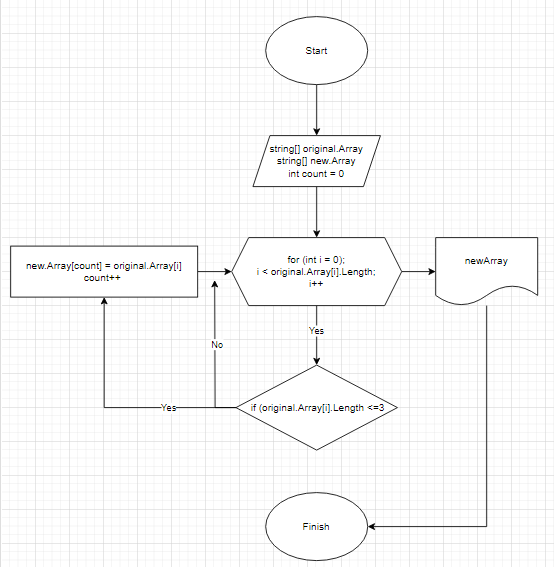 Start
string[] original.Array
string[] new.Array
int count = 0
new.Array[count] = original.Array[i]
count++
for (int i = 0);
i < original.Array[i].Length;
i++
newArray
Yes
No
Yes
if (original.Array[i].Length <=3
Finish